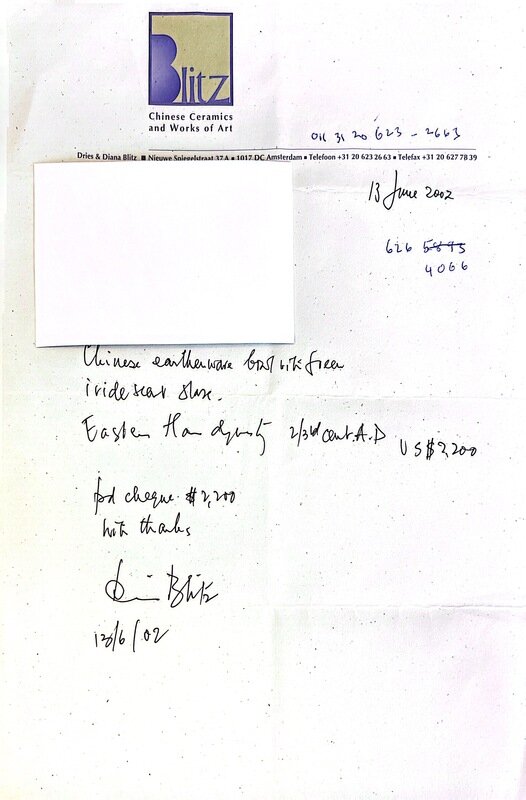 Blitz
Chinese Ceramics
and Works of Art
011 31 20 623 - 2663
Dries & Diana Blitz ■ Nieuwe Spiegelstraat 37A ■ 1017 DC Amsterdam ■ Telefoon +31 20 623 26 63 ■ Telefax +31 20 627 78 39
13 June 2002
626 5895
4066
Chinese earthenware bowl with green
iridescent glaze.
Eastern Han dynasty 2/3rd cent. A.D
US$2,200
pd cheque $2,200
with thanks
Blitz
13/6/02